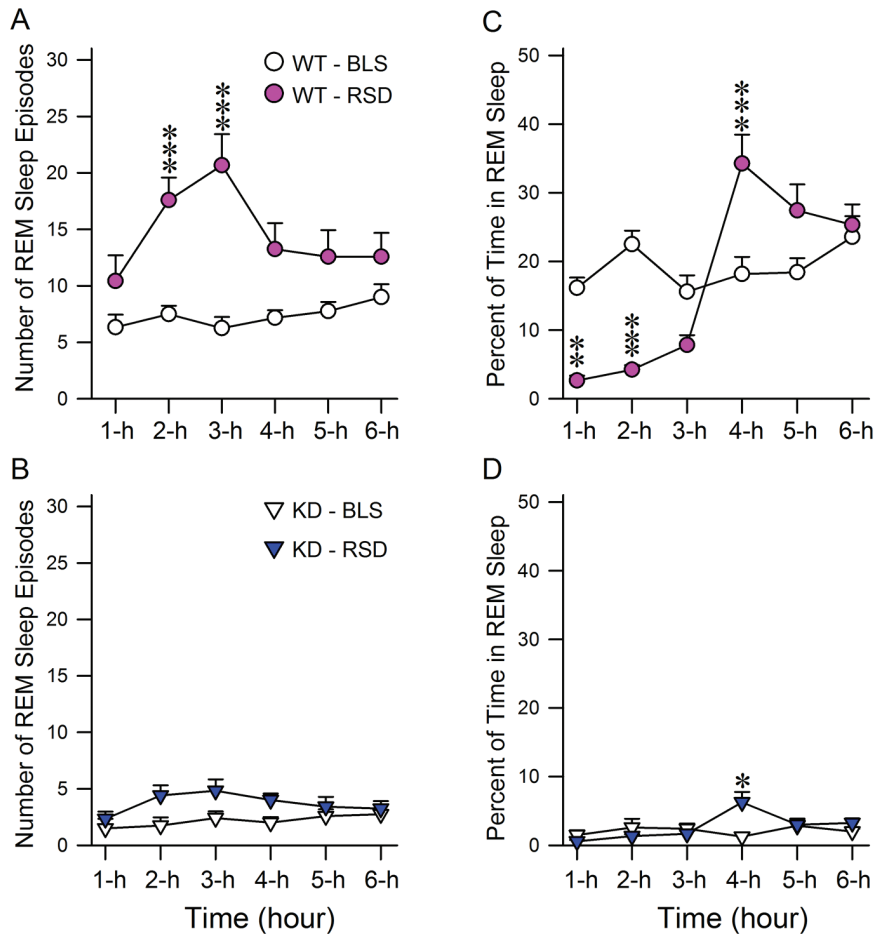 A
Number of REM Sleep Episodes
30
25
20
15
10
5
0
WT - BLS
WT - RSD
***
***
1-h 2-h 3-h 4-h 5-h 6-h
C
Percent of Time in REM Sleep
50
40
30
20
10
0
**
***
***
1-h 2-h 3-h 4-h 5-h 6-h
B
Number of REM Sleep Episodes
30
25
20
15
10
5
0
KD - BLS
KD - RSD
1-h 2-h 3-h 4-h 5-h 6-h
Time (hour)
D
Percent of Time in REM Sleep
50
40
30
20
10
0
*
1-h 2-h 3-h 4-h 5-h 6-h
Time (hour)